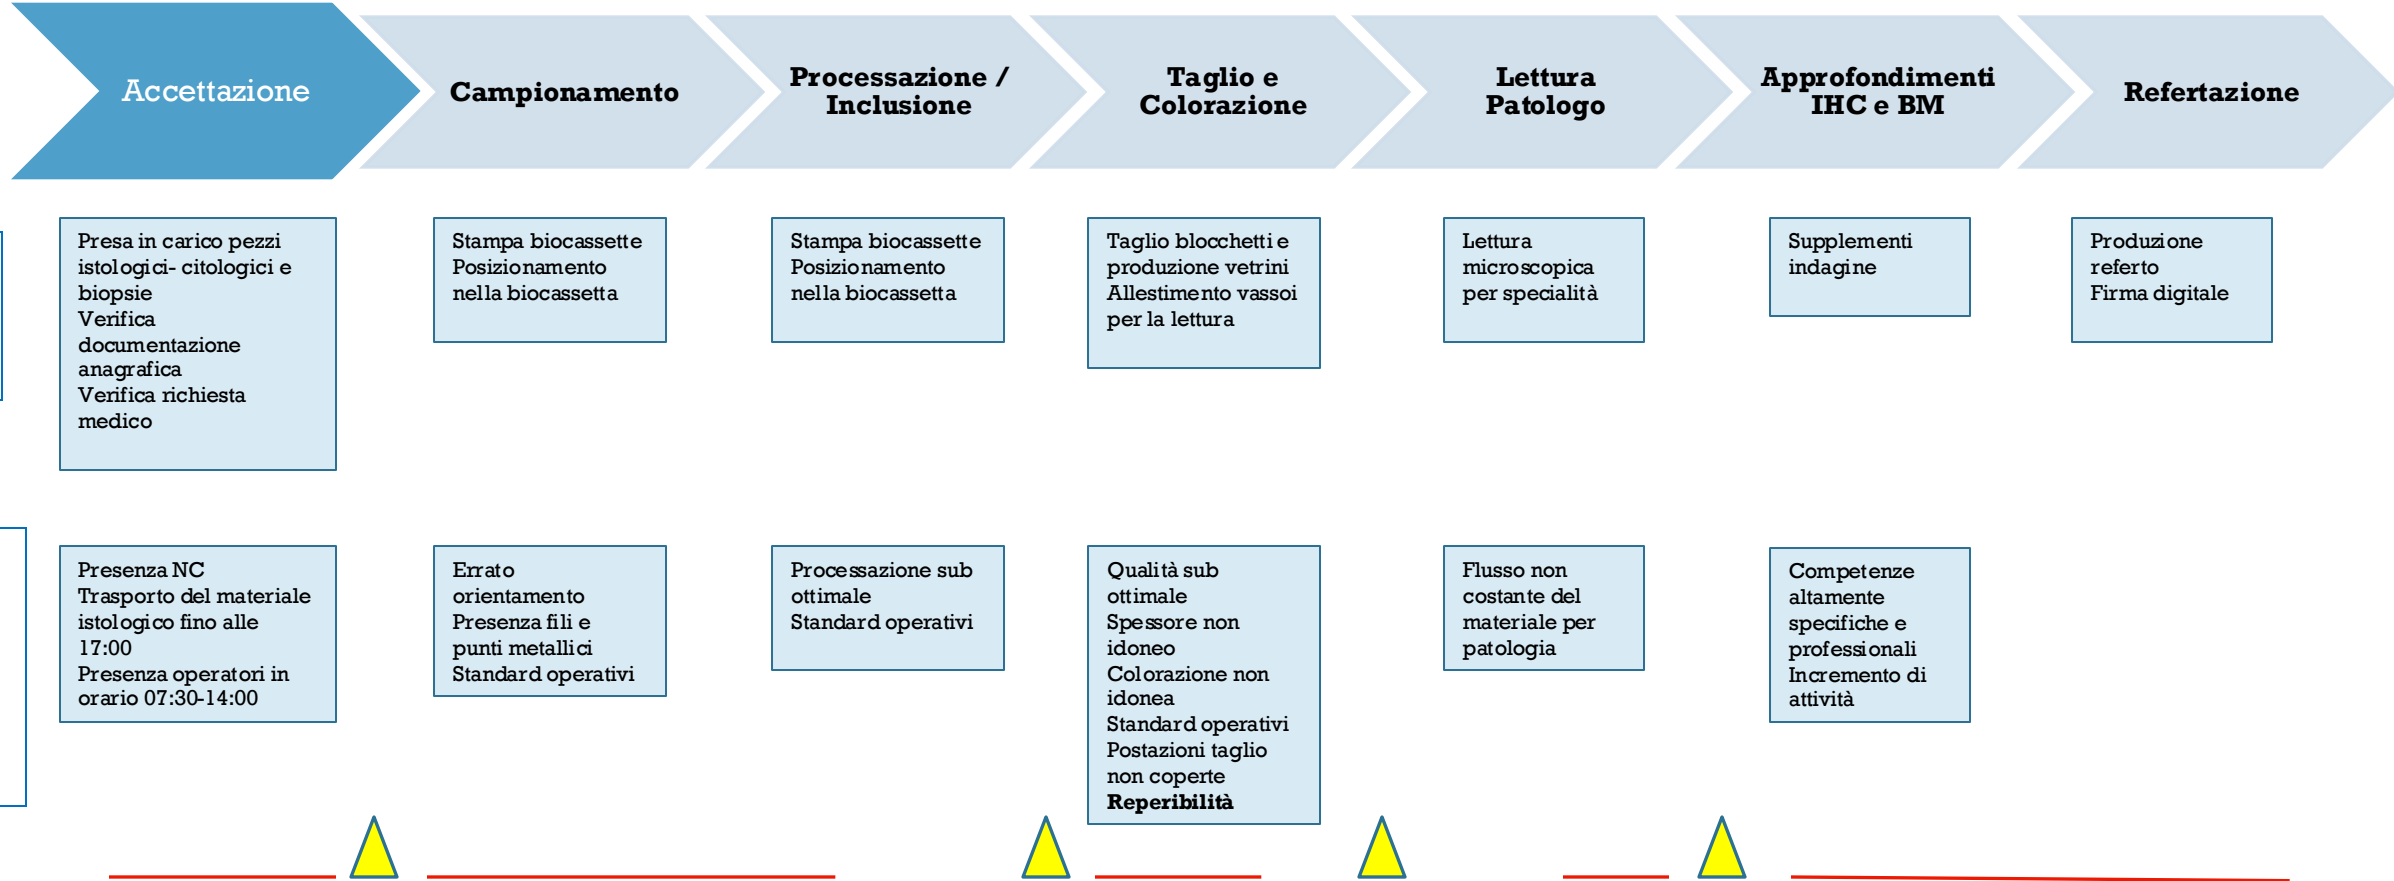 Accettazione
Campionamento
Processazione /
Inclusione
Taglio e
Colorazione
Lettura
Patologo
Approfondimenti
IHC e BM
Refertazione
Presa in carico pezzi
istologici- citologici e
biopsie
Verifica
documentazione
anagrafica
Verifica richiesta
medico
Stampa biocassette
Posizionamento
nella biocassetta
Stampa biocassette
Posizionamento
nella biocassetta
Taglio blocchetti e
produzione vetrini
Allestimento vassoi
per la lettura
Lettura
microscopica
per specialità
Supplementi
indagine
Produzione
referto
Firma digitale
Presenza NC
Trasporto del materiale
istologico fino alle
17:00
Presenza operatori in
orario 07:30-14:00
Errato
orientamento
Presenza fili e
punti metallici
Standard operativi
Processazione sub
ottimale
Standard operativi
Qualità sub
ottimale
Spessore non
idoneo
Colorazione non
idonea
Standard operativi
Postazioni taglio
non coperte
Reperibilità
Flusso non
costante del
materiale per
patologia
Competenze
altamente
specifiche e
professionali
Incremento di
attività